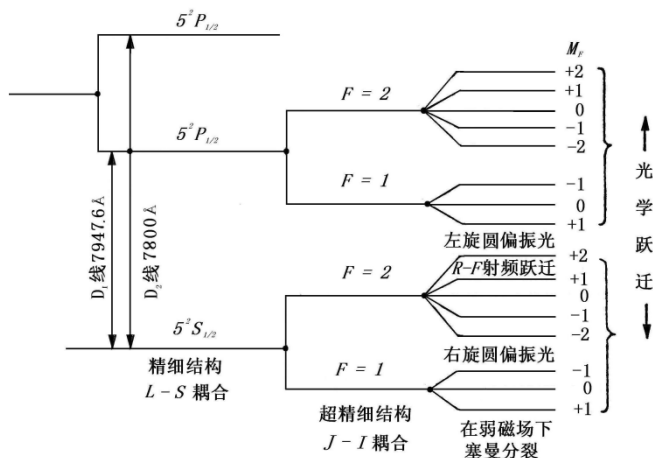 5²P₁/₂
M_F
+2
F = 2
+1
0
5²P₁/₂
-1
-2
F = 1
-1
0
+1
光学跃迁
D₁线7947.6Å
D₂线7800Å
左旋圆偏振光
+2
F = 2
R-F射频跃迁
+1
0
-1
5²S₁/₂
-2
精细结构
右旋圆偏振光
L-S 耦合
F = 1
-1
0
+1
超精细结构
J-I 耦合
在弱磁场下
塞曼分裂